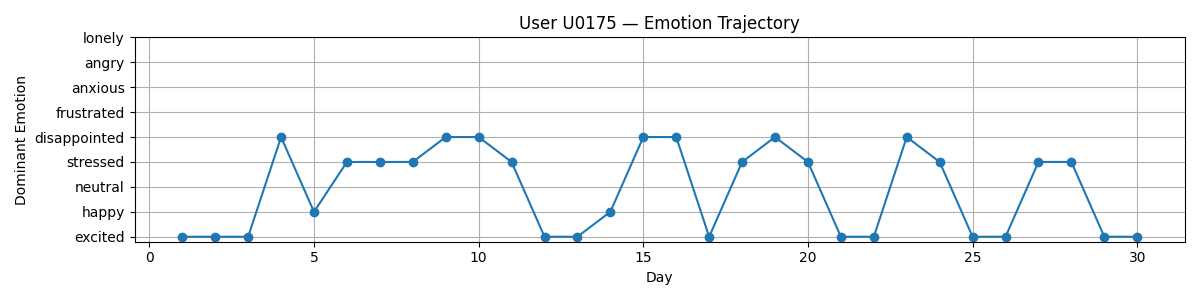 User U0175 — Emotion Trajectory
Dominant Emotion
lonely
angry
anxious
frustrated
disappointed
stressed
neutral
happy
excited
0 5 10 15 20 25 30
Day